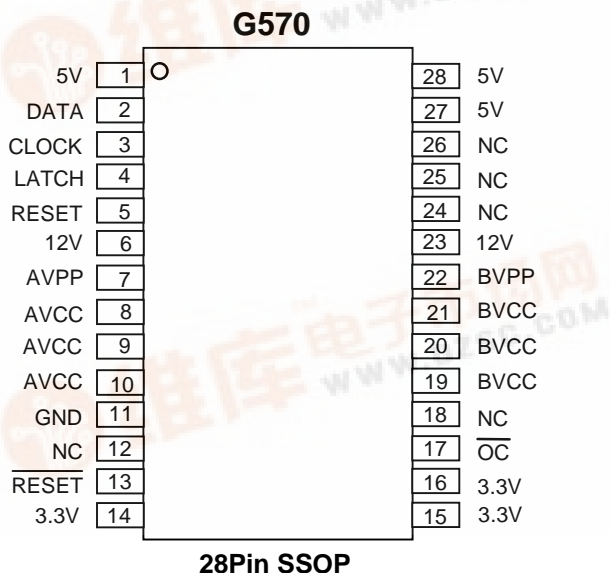 G570
5V 1 28 5V
DATA 2 27 5V
CLOCK 3 26 NC
LATCH 4 25 NC
RESET 5 24 NC
12V 6 23 12V
AVPP 7 22 BVPP
AVCC 8 21 BVCC
AVCC 9 20 BVCC
AVCC 10 19 BVCC
GND 11 18 NC
NC 12 17 OC
RESET 13 16 3.3V
3.3V 14 15 3.3V
28Pin SSOP